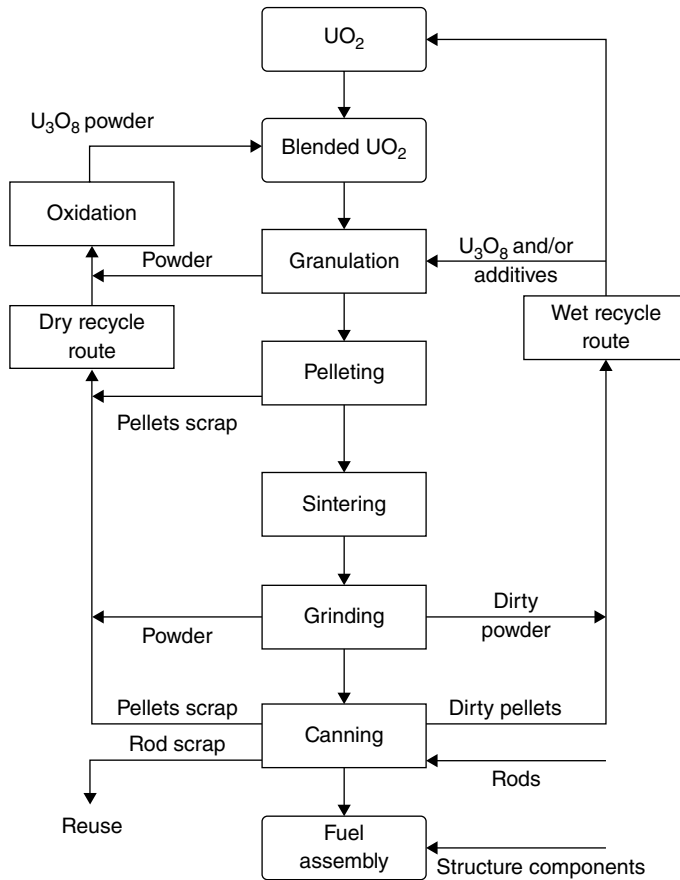 UO₂
U₃O₈ powder
Blended UO₂
Oxidation
Powder
Granulation
U₃O₈ and/or
additives
Dry recycle
route
Wet recycle
route
Pelleting
Pellets scrap
Sintering
Grinding
Powder
Dirty
powder
Pellets scrap
Dirty pellets
Canning
Rod scrap
Rods
Reuse
Fuel
assembly
Structure components